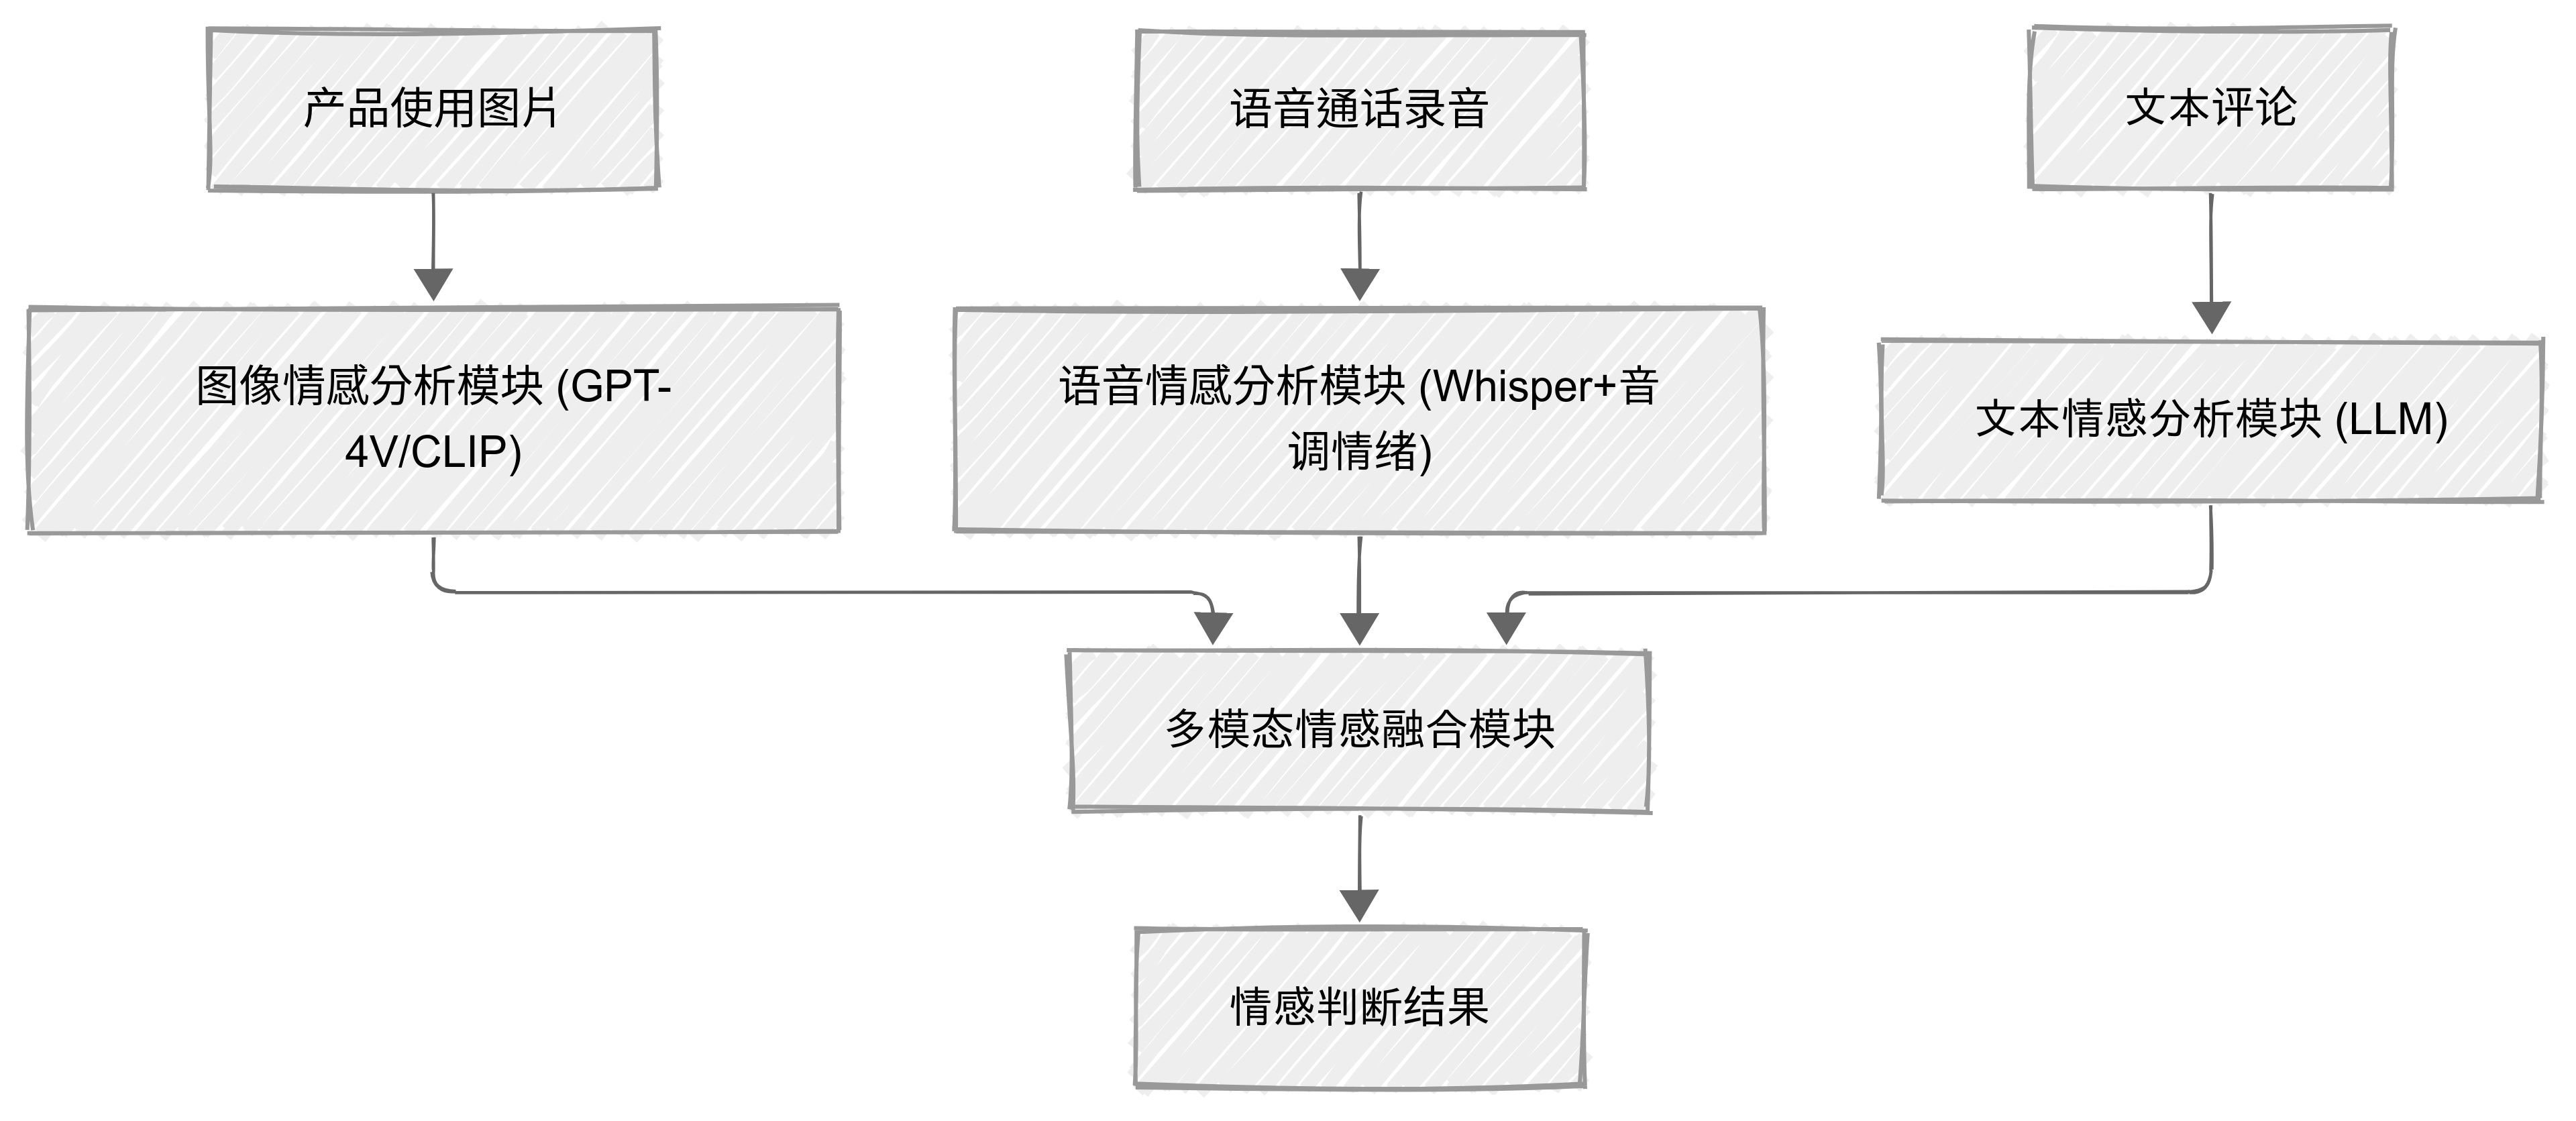 产品使用图片
语音通话录音
文本评论
图像情感分析模块 (GPT-
4V/CLIP)
语音情感分析模块 (Whisper+音
调情绪)
文本情感分析模块 (LLM)
多模态情感融合模块
情感判断结果